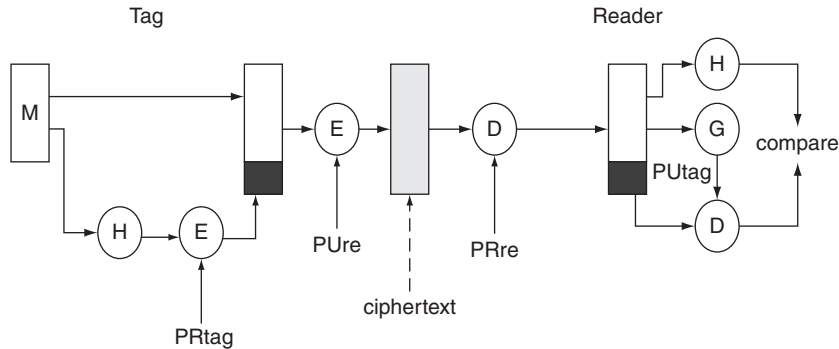 Tag
Reader
M
H
E
PRtag
E
PUre
ciphertext
D
PRre
H
G
PUtag
D
compare